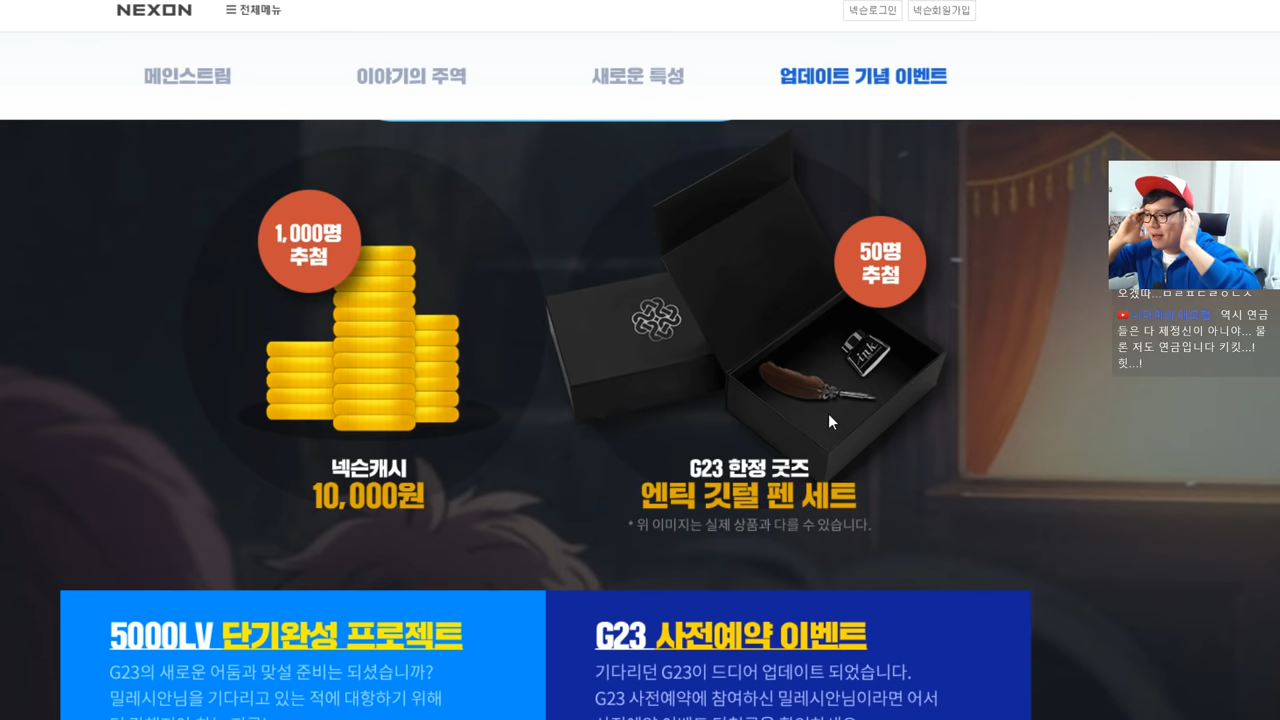 NEXON
전체메뉴
넥슨로그인
넥슨회원가입
메인스트림
이야기의 주역
새로운 특성
업데이트 기념 이벤트
1,000명
추첨
50명
추첨
ink
역시 연금
들은 다 제정신이 아니야... 물
론 저도 연금입니다 키킷...!
힛...!
넥슨캐시
10,000원
G23 한정 굿즈
엔틱 깃털 펜 세트
* 위 이미지는 실제 상품과 다를 수 있습니다.
5000LV 단기완성 프로젝트
G23의 새로운 어둠과 맞설 준비는 되셨습니까?
밀레시안님을 기다리고 있는 적에 대항하기 위해
G23 사전예약 이벤트
기다리던 G23이 드디어 업데이트 되었습니다.
G23 사전예약에 참여하신 밀레시안님이라면 어서